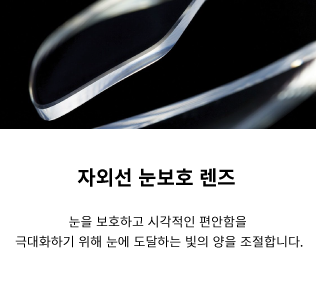 자외선 눈보호 렌즈
눈을 보호하고 시각적인 편안함을
극대화하기 위해 눈에 도달하는 빛의 양을 조절합니다.